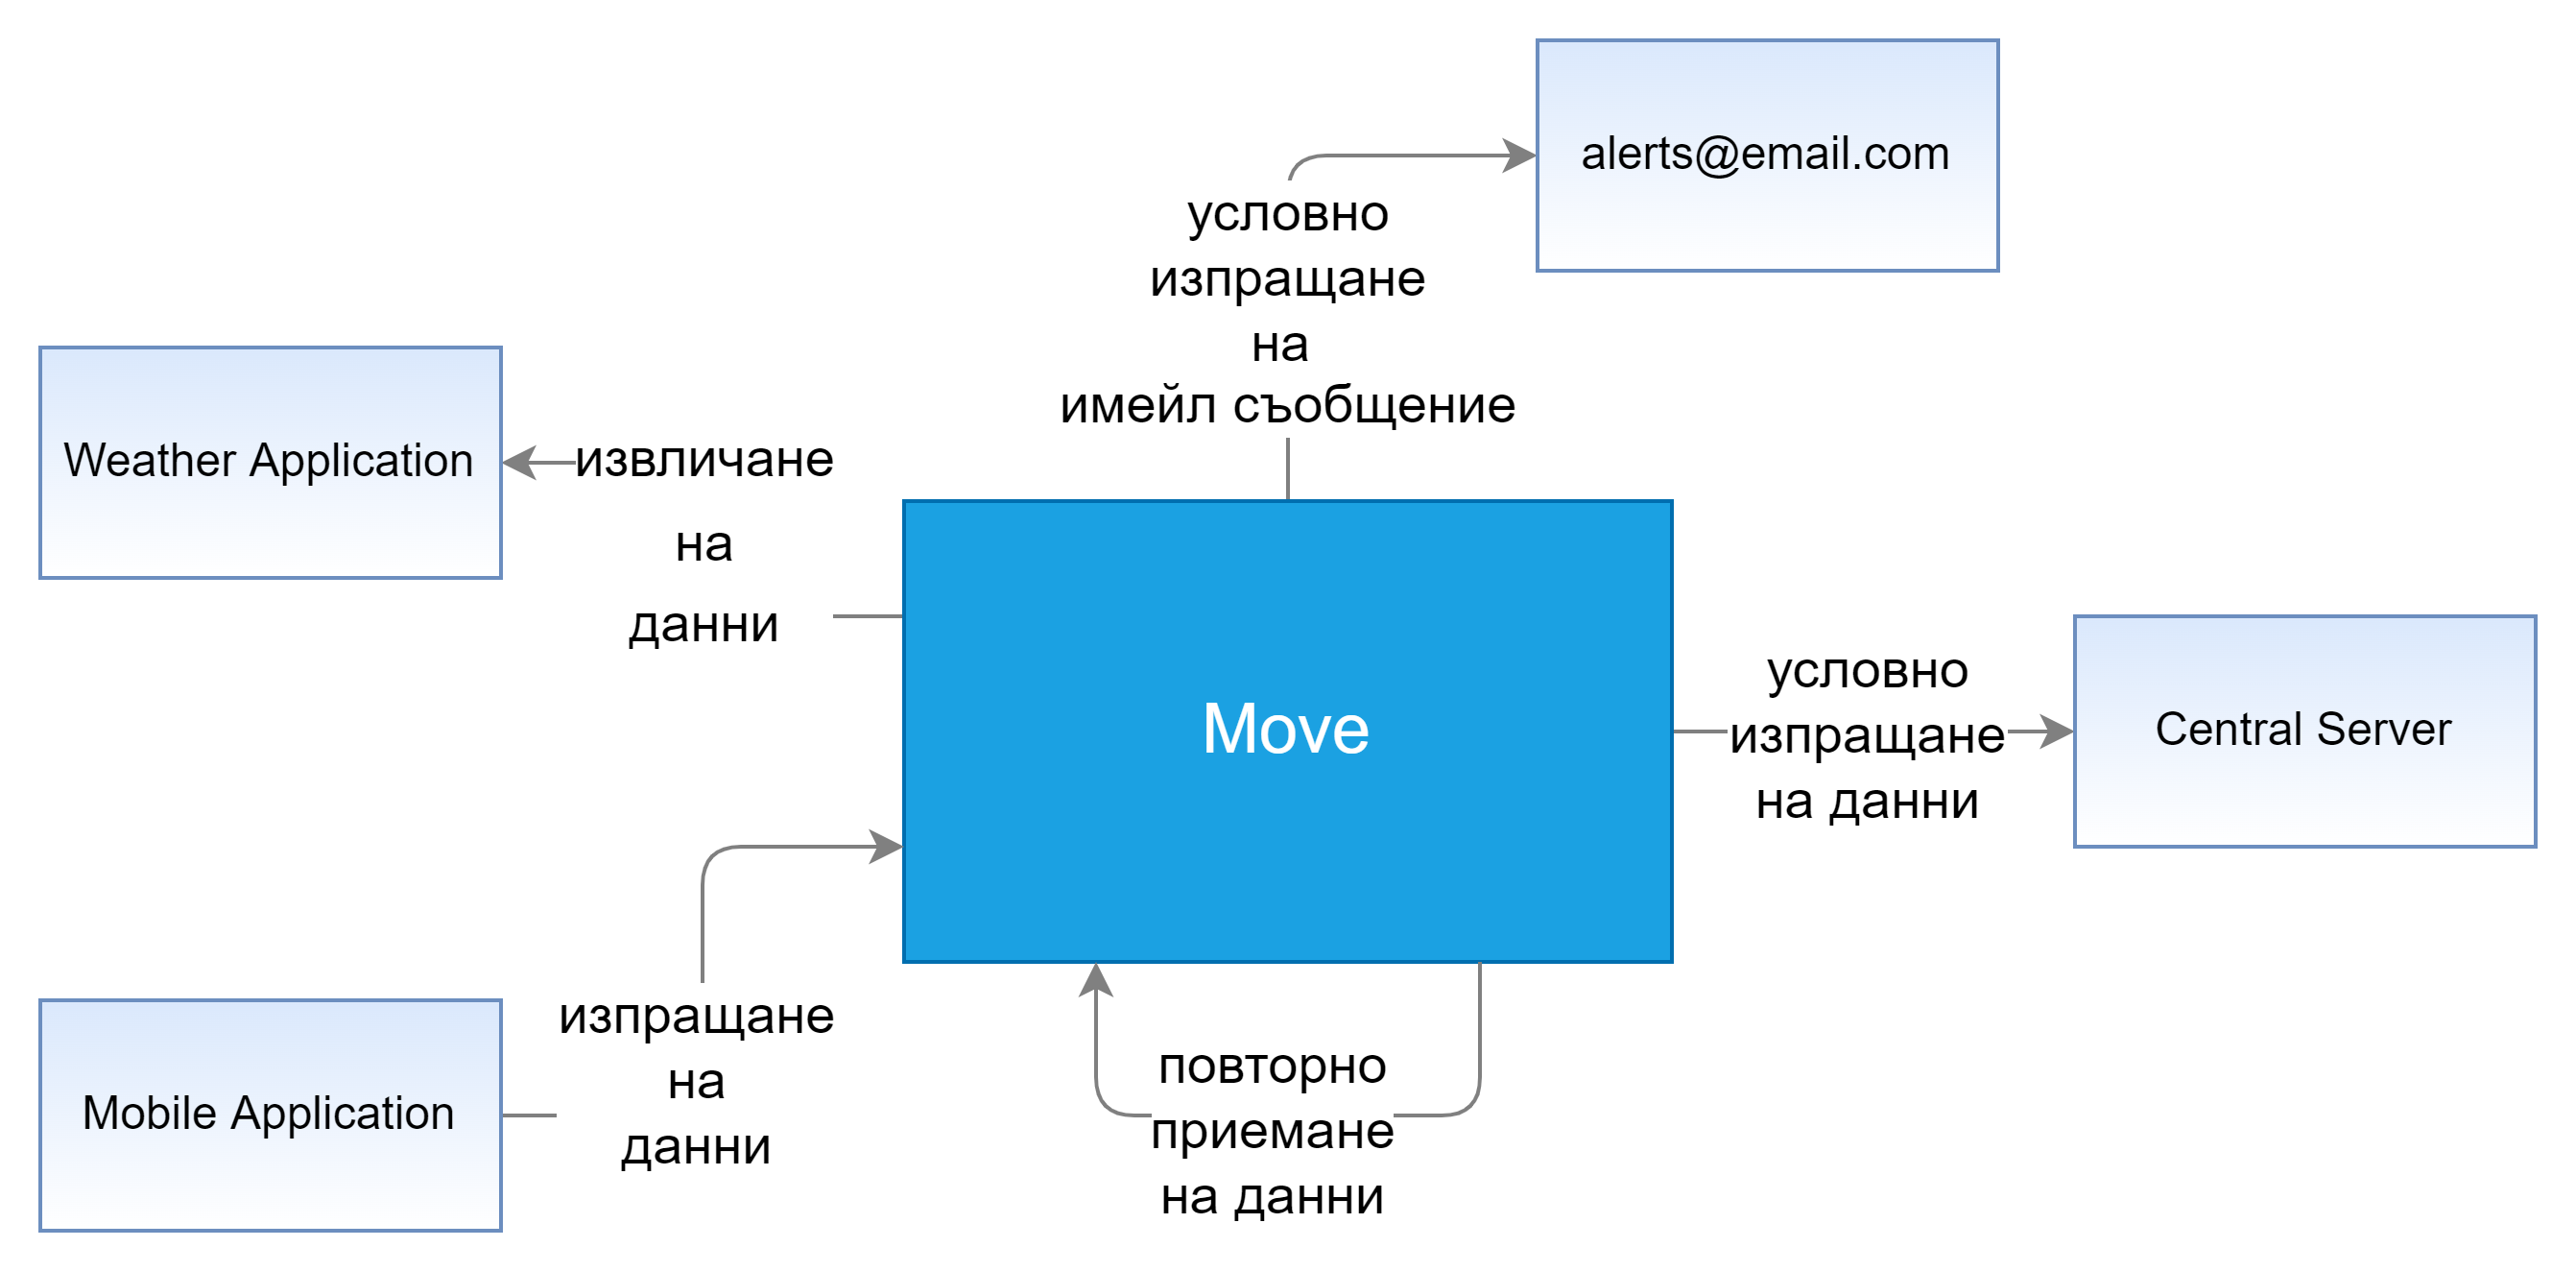 alerts@email.com
условно
изпращане
на
имейл съобщение
Weather Application
извличане
на
данни
Move
условно
изпращане
на данни
Central Server
Mobile Application
изпращане
на
данни
повторно
приемане
на данни